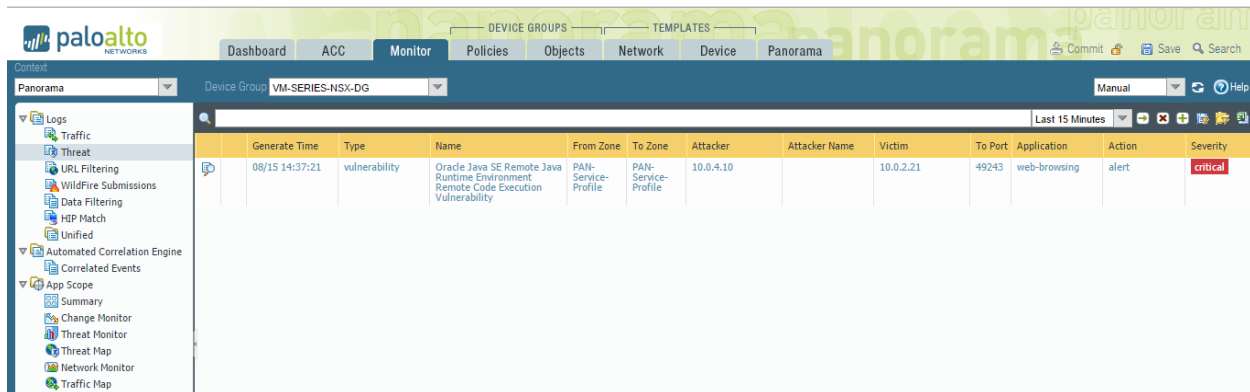 panorama
paloalto
NETWORKS
DEVICE GROUPS
TEMPLATES
Dashboard ACC Monitor Policies Objects Network Device Panorama
Commit Save Search
Context
Panorama Device Group VM-SERIES-NSX-DG Manual Help
Logs
Traffic
Threat
URL Filtering
WildFire Submissions
Data Filtering
HIP Match
Unified
Automated Correlation Engine
Correlated Events
App Scope
Summary
Change Monitor
Threat Monitor
Threat Map
Network Monitor
Traffic Map
Last 15 Minutes
Generate Time Type Name From Zone To Zone Attacker Attacker Name Victim To Port Application Action Severity
08/15 14:37:21 vulnerability Oracle Java SE Remote Java PAN- PAN- 10.0.4.10 10.0.2.21 49243 web-browsing alert critical
Runtime Environment Service- Service-
Remote Code Execution Profile Profile
Vulnerability